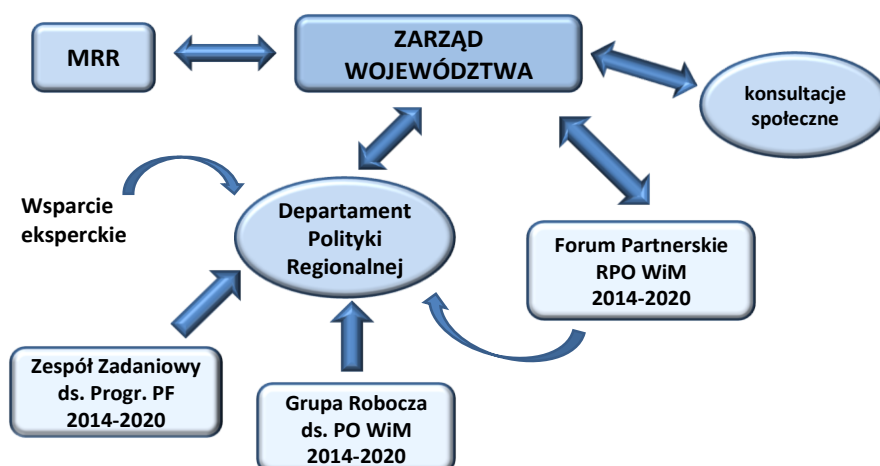 MRR
ZARZĄD
WOJEWÓDZTWA
konsultacje
społeczne
Wsparcie
eksperckie
Departament
Polityki
Regionalnej
Forum Partnerskie
RPO WiM
2014-2020
Zespół Zadaniowy
ds. Progr. PF
2014-2020
Grupa Robocza
ds. PO WiM
2014-2020